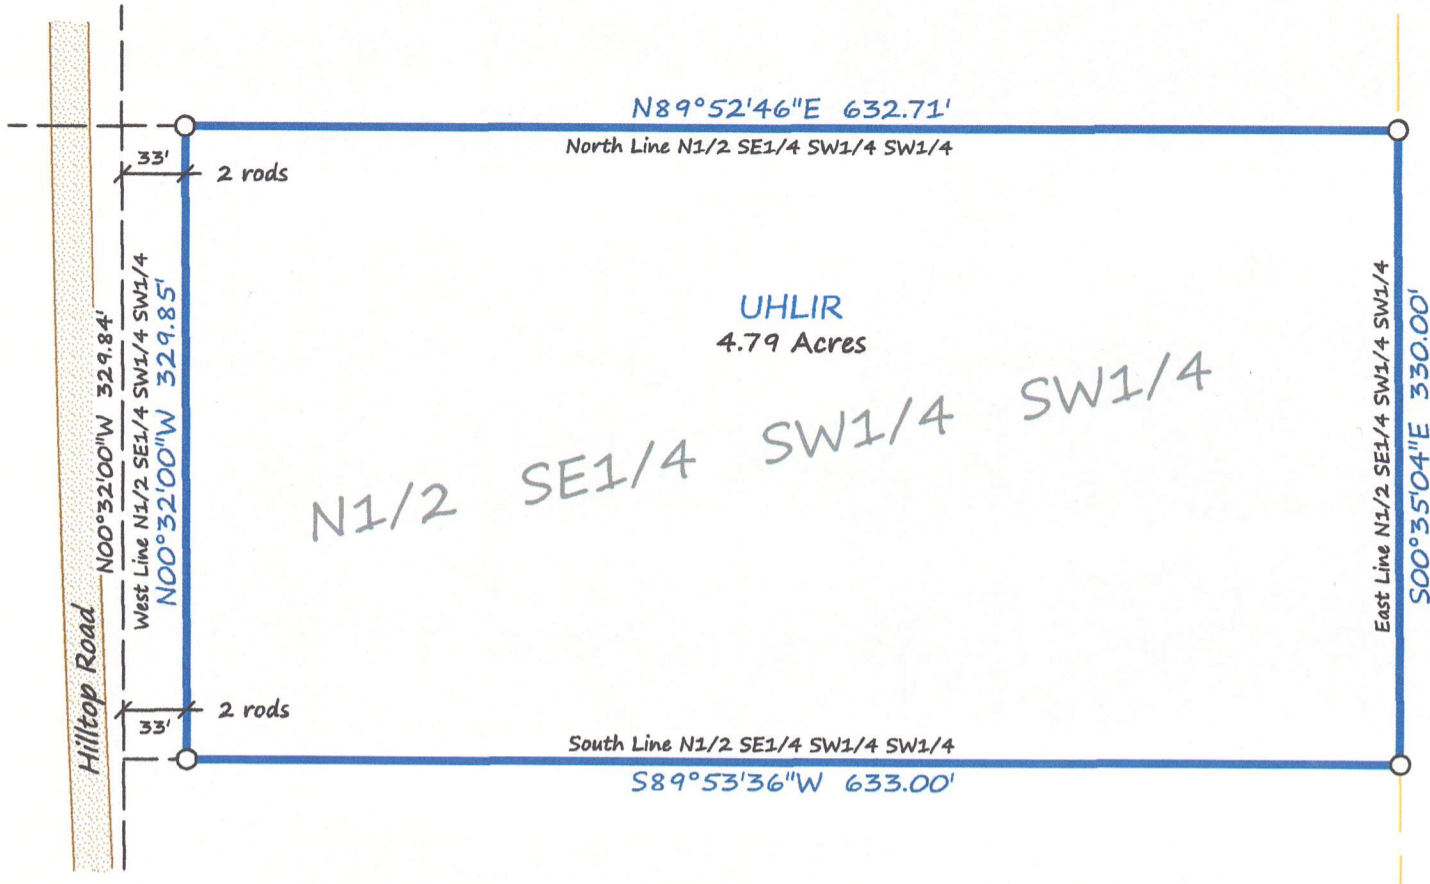 N89°52'46"E 632.71'
North Line N1/2 SE1/4 SW1/4 SW1/4
33'
2 rods
UHLIR
4.79 Acres
N1/2 SE1/4 SW1/4 SW1/4
Hilltop Road
N00°32'00"W 329.84'
West Line N1/2 SE1/4 SW1/4 SW1/4
N00°32'00"W 329.85'
East Line N1/2 SE1/4 SW1/4 SW1/4
S00°35'04"E 330.00'
2 rods
33'
South Line N1/2 SE1/4 SW1/4 SW1/4
S89°53'36"W 633.00'